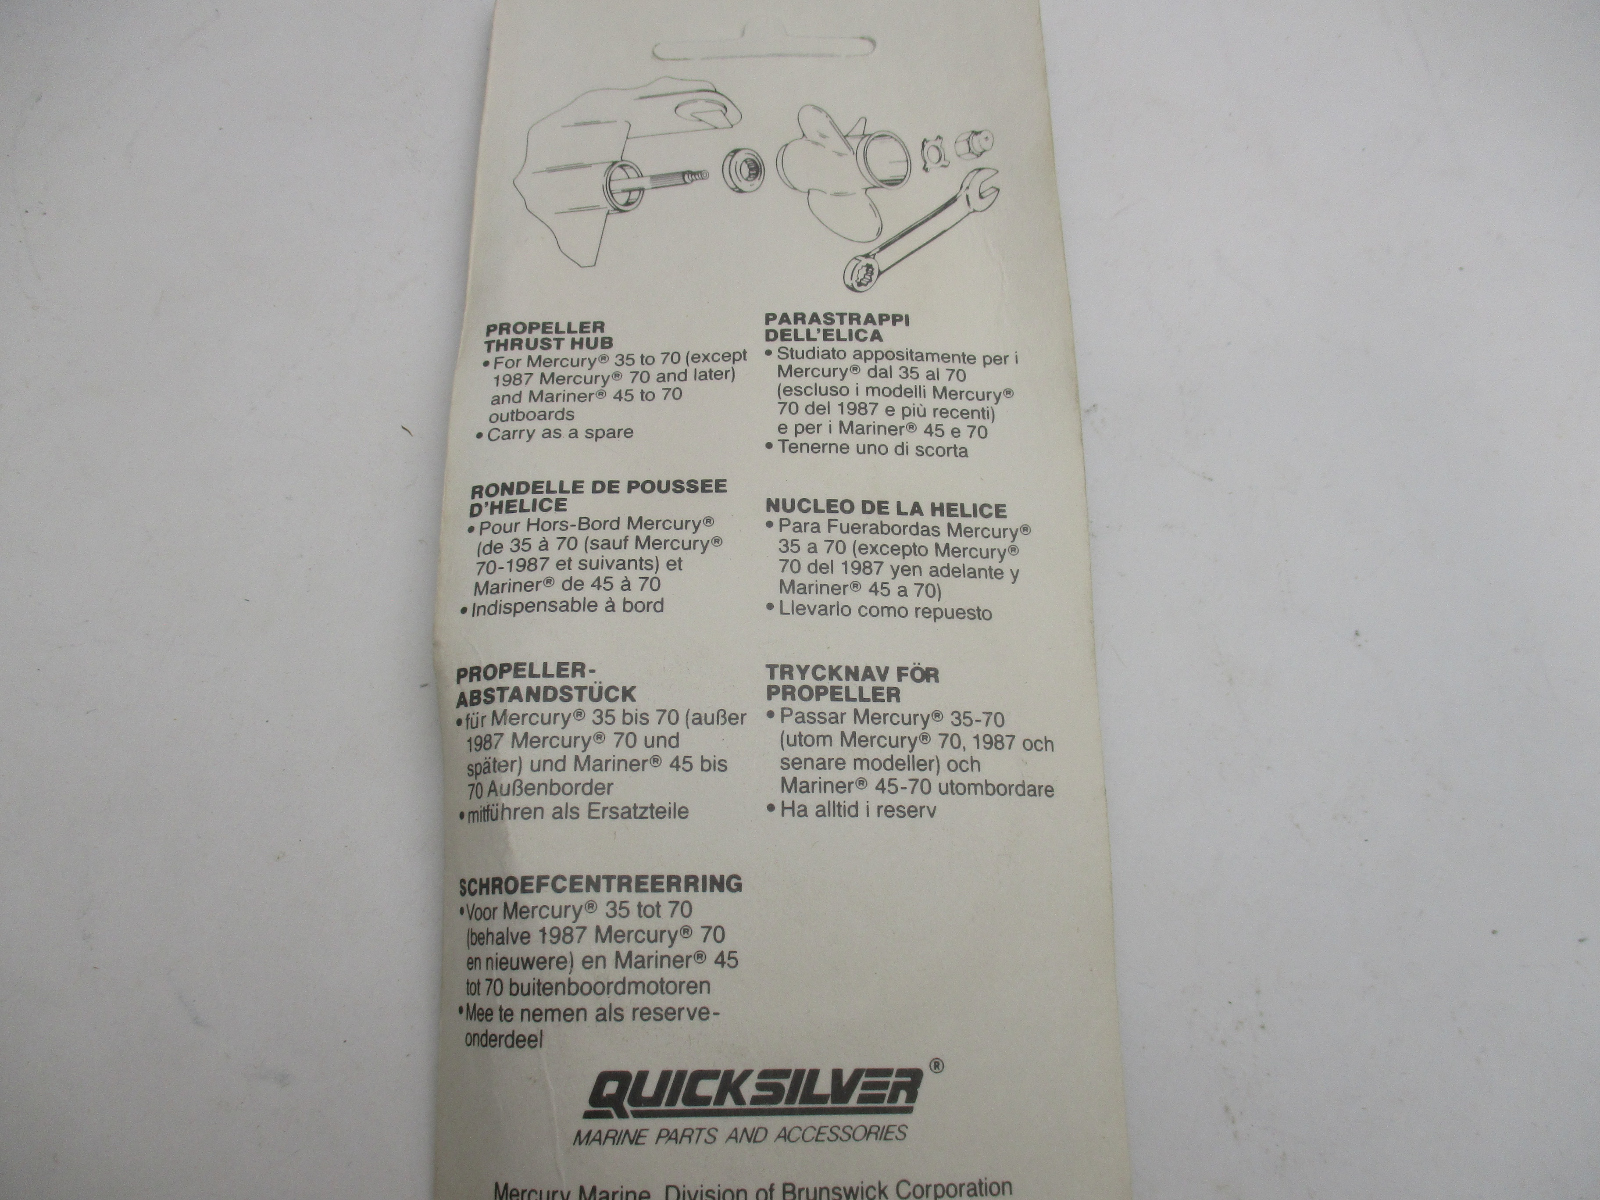 PROPELLER
THRUST HUB
• For Mercury® 35 to 70 (except
1987 Mercury® 70 and later)
and Mariner® 45 to 70
outboards
• Carry as a spare
RONDELLE DE POUSSEE
D'HELICE
• Pour Hors-Bord Mercury®
(de 35 à 70 (sauf Mercury®
70-1987 et suivants) et
Mariner® de 45 à 70
• Indispensable à bord
PROPELLER-
ABSTANDSTÜCK
• für Mercury® 35 bis 70 (außer
1987 Mercury® 70 und
später) und Mariner® 45 bis
70 Außenborder
• mitführen als Ersatzteile
SCHROEFCENTREERRING
• Voor Mercury® 35 tot 70
(behalve 1987 Mercury® 70
en nieuwere) en Mariner® 45
tot 70 buitenboordmotoren
• Mee te nemen als reserve-
onderdeel
PARASTRAPPI
DELL'ELICA
• Studiato appositamente per i
Mercury® dal 35 al 70
(escluso i modelli Mercury®
70 del 1987 e più recenti)
e per i Mariner® 45 e 70
• Tenerne uno di scorta
NUCLEO DE LA HELICE
• Para Fuerabordas Mercury®
35 a 70 (excepto Mercury®
70 del 1987 yen adelante y
Mariner® 45 a 70)
• Llevarlo como repuesto
TRYCKNAV FÖR
PROPELLER
• Passar Mercury® 35-70
(utom Mercury® 70, 1987 och
senare modeller) och
Mariner® 45-70 utombordare
• Ha alltid i reserv
QUICKSILVER®
MARINE PARTS AND ACCESSORIES
Mercury Marine, Division of Brunswick Corporation